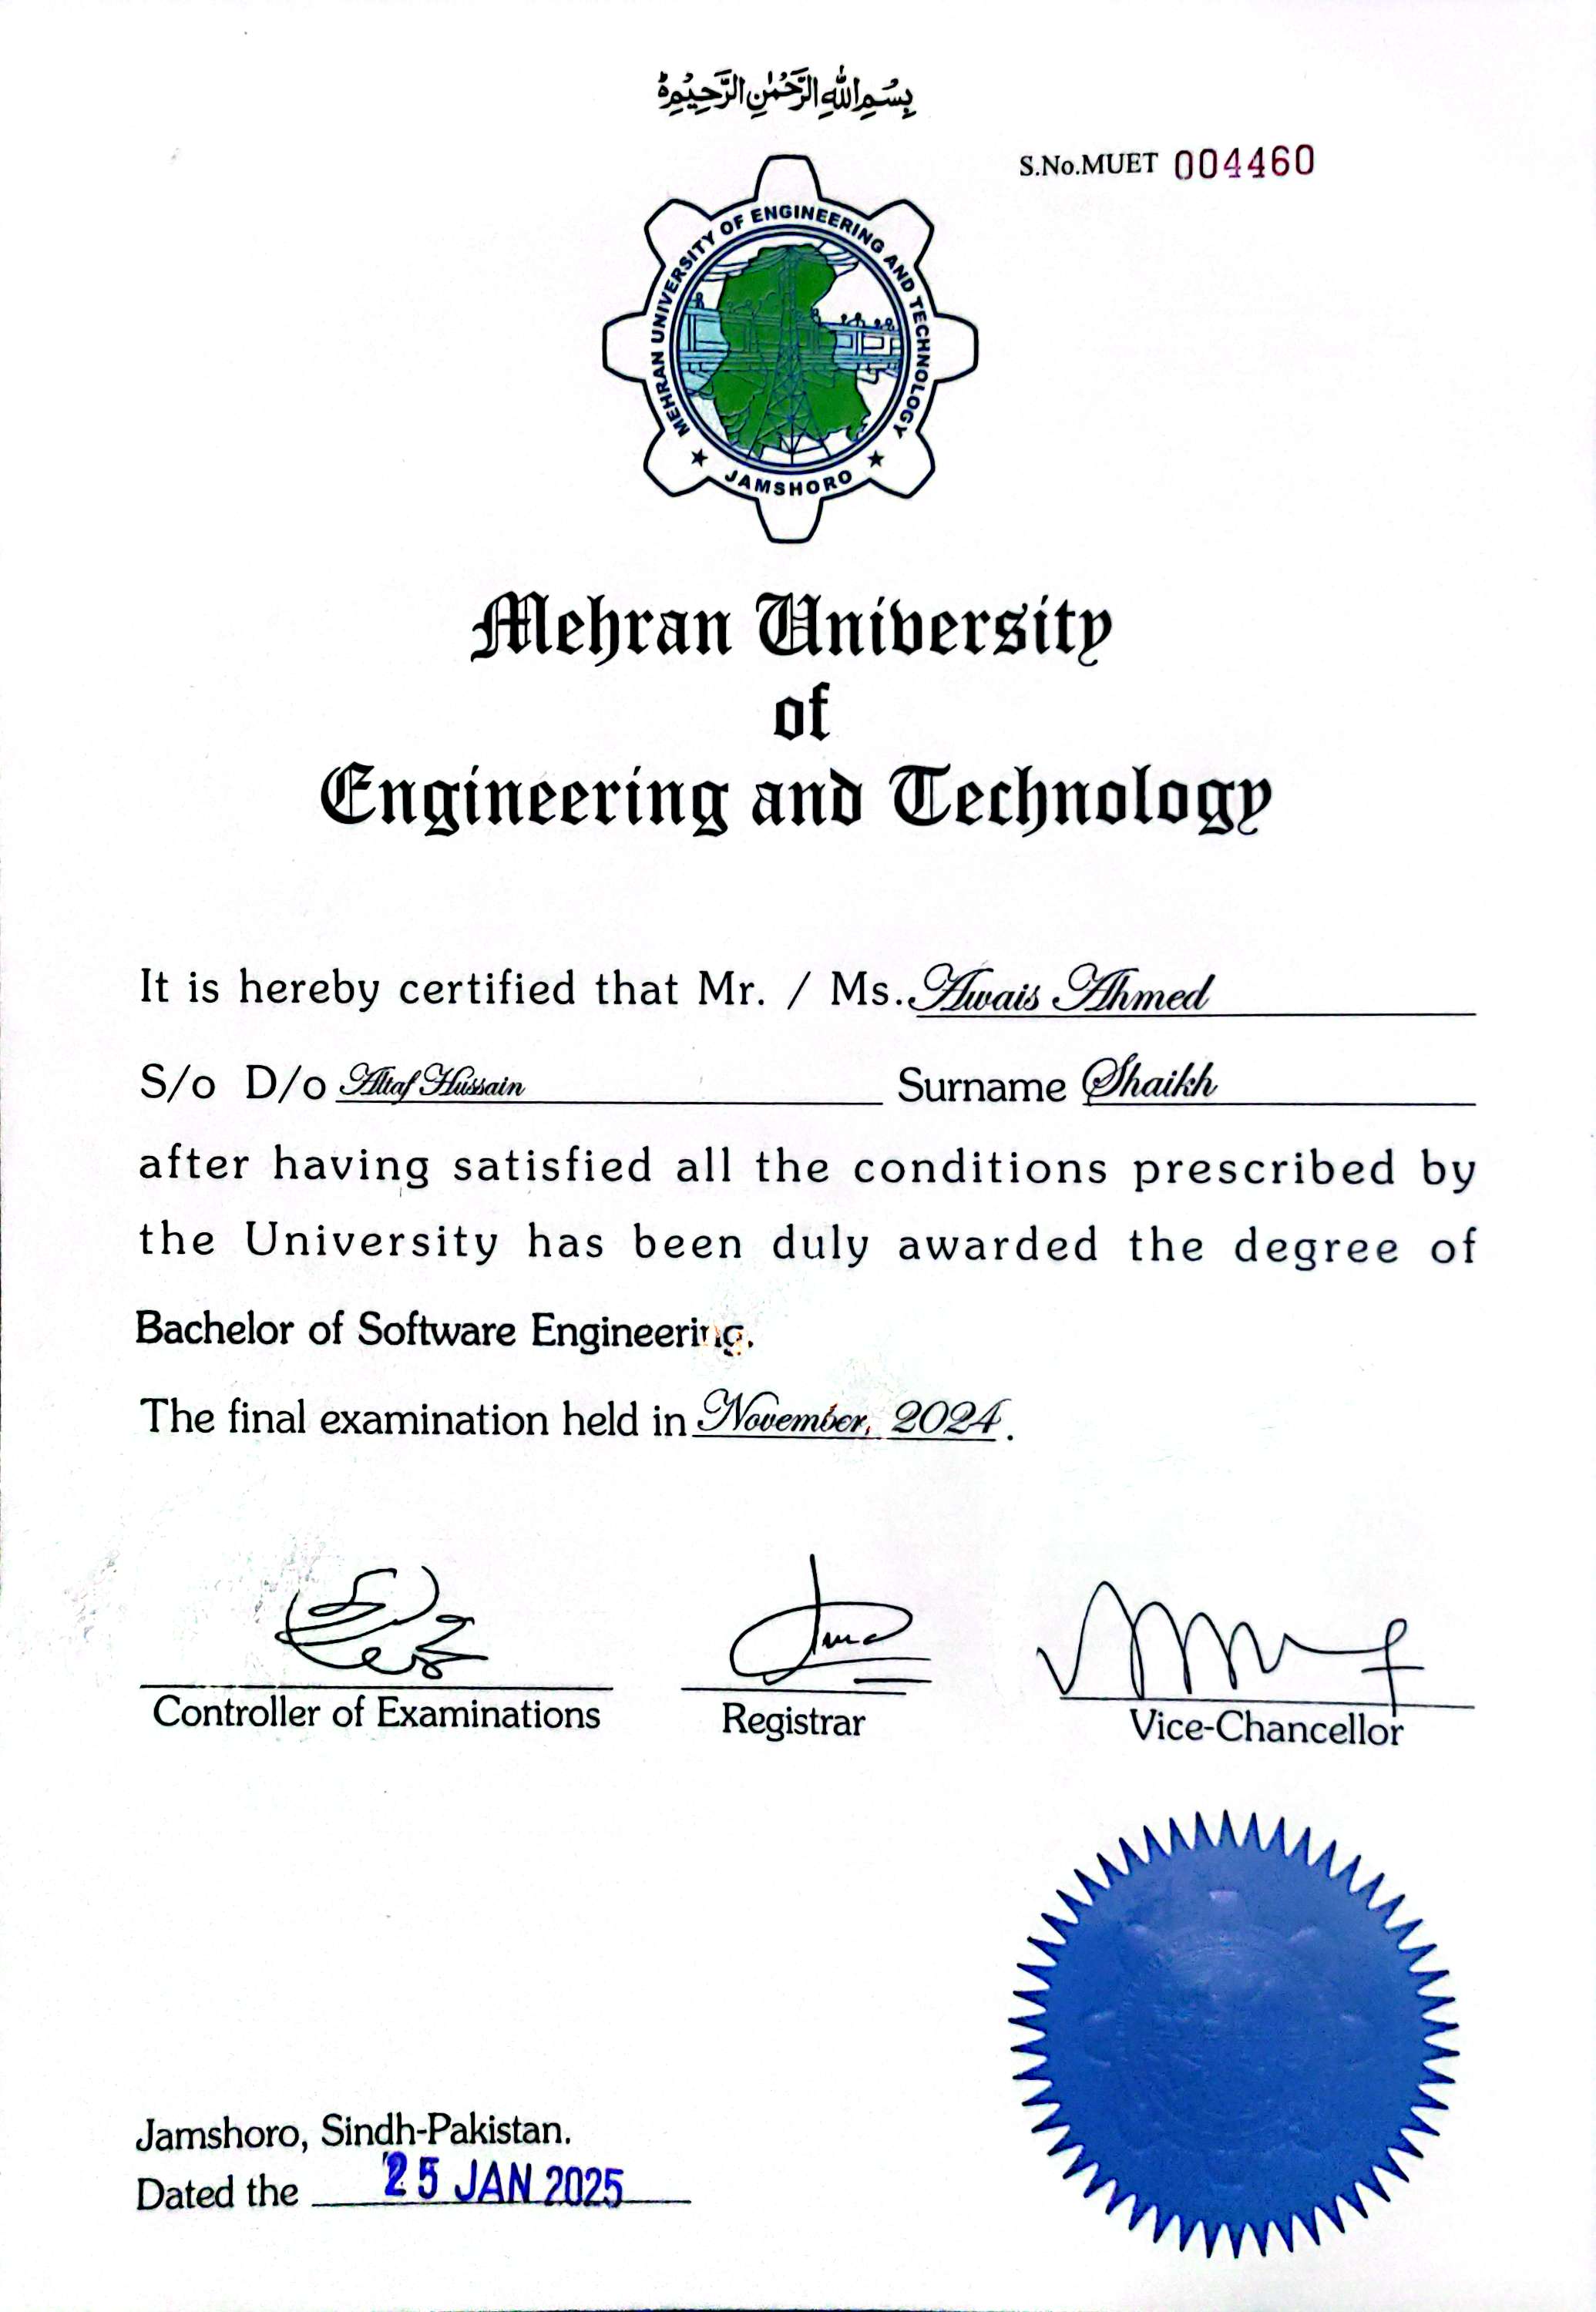 بِسْمِ اللهِ الرَّحْمٰنِ الرَّحِيْمِ
S.No.MUET 004460
MEHRAN UNIVERSITY OF ENGINEERING AND TECHNOLOGY
★ JAMSHORO ★
Mehran University
of
Engineering and Technology
It is hereby certified that Mr. / Ms. Awais Ahmed
S/o D/o Altaf Hussain Surname Shaikh
after having satisfied all the conditions prescribed by
the University has been duly awarded the degree of
Bachelor of Software Engineering.
The final examination held in November, 2024.
Controller of Examinations Registrar Vice-Chancellor
Jamshoro, Sindh-Pakistan.
Dated the 25 JAN 2025